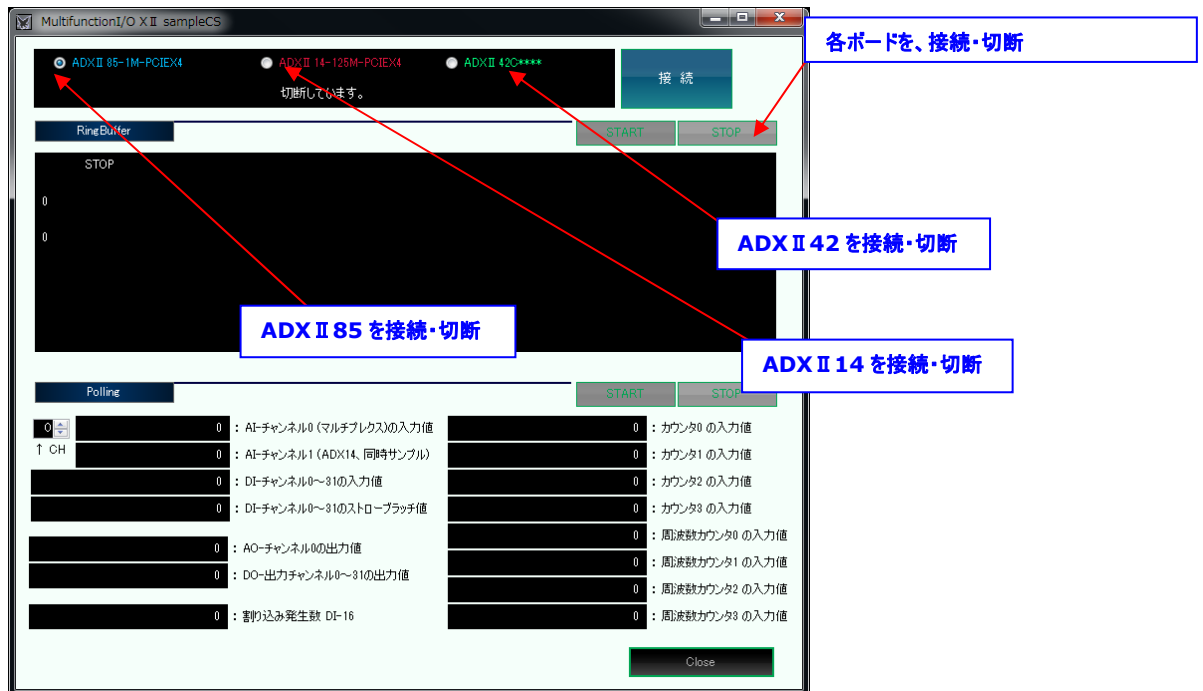 MultifunctionI/O XⅡ sampleCS
各ボードを、接続・切断
ADXⅡ 85-1M-PCIEX4
ADXⅡ 14-125M-PCIEX4
ADXⅡ 42C****
接 続
切断しています。
RingBuffer
START
STOP
STOP
0
0
ADXⅡ42 を接続・切断
ADXⅡ85 を接続・切断
ADXⅡ14 を接続・切断
Polling
START
STOP
0
↑ CH
0 : AI-チャンネル0 (マルチプレクス)の入力値
0 : AI-チャンネル1 (ADX14、同時サンプル)
0 : DI-チャンネル0～31の入力値
0 : DI-チャンネル0～31のストローブラッチ値
0 : AO-チャンネル0の出力値
0 : DO-出力チャンネル0～31の出力値
0 : 割り込み発生数 DI-16
0 : カウンタ0 の入力値
0 : カウンタ1 の入力値
0 : カウンタ2 の入力値
0 : カウンタ3 の入力値
0 : 周波数カウンタ0 の入力値
0 : 周波数カウンタ1 の入力値
0 : 周波数カウンタ2 の入力値
0 : 周波数カウンタ3 の入力値
Close